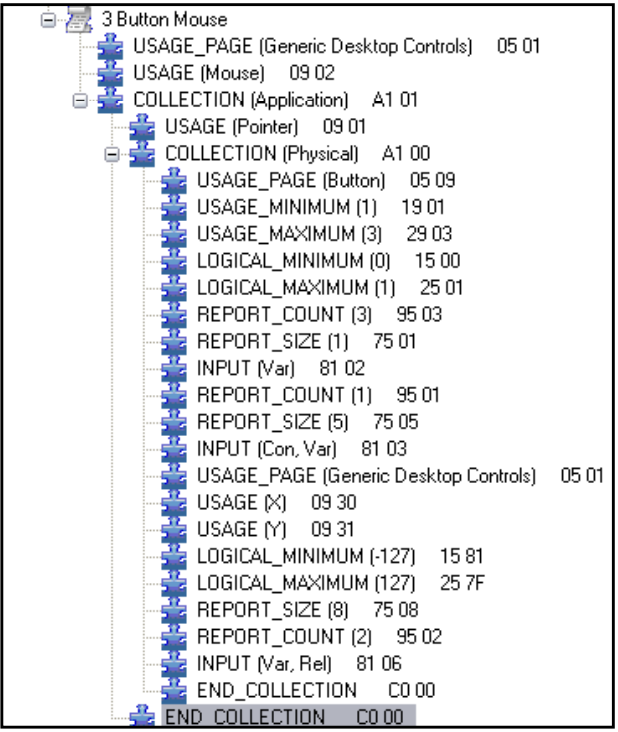 3 Button Mouse
USAGE_PAGE (Generic Desktop Controls) 05 01
USAGE (Mouse) 09 02
COLLECTION (Application) A1 01
USAGE (Pointer) 09 01
COLLECTION (Physical) A1 00
USAGE_PAGE (Button) 05 09
USAGE_MINIMUM (1) 19 01
USAGE_MAXIMUM (3) 29 03
LOGICAL_MINIMUM (0) 15 00
LOGICAL_MAXIMUM (1) 25 01
REPORT_COUNT (3) 95 03
REPORT_SIZE (1) 75 01
INPUT (Var) 81 02
REPORT_COUNT (1) 95 01
REPORT_SIZE (5) 75 05
INPUT (Con, Var) 81 03
USAGE_PAGE (Generic Desktop Controls) 05 01
USAGE (X) 09 30
USAGE (Y) 09 31
LOGICAL_MINIMUM (-127) 15 81
LOGICAL_MAXIMUM (127) 25 7F
REPORT_SIZE (8) 75 08
REPORT_COUNT (2) 95 02
INPUT (Var, Rel) 81 06
END_COLLECTION C0 00
END_COLLECTION C0 00